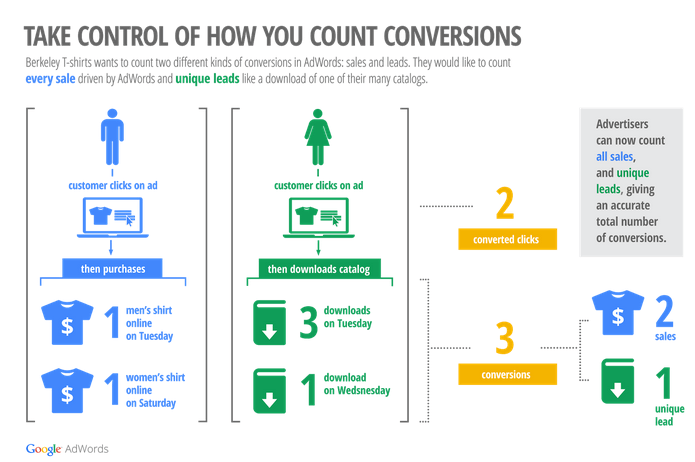 TAKE CONTROL OF HOW YOU COUNT CONVERSIONS
Berkeley T-shirts wants to count two different kinds of conversions in AdWords: sales and leads. They would like to count
every sale driven by AdWords and unique leads like a download of one of their many catalogs.
customer clicks on ad
then purchases
$
1
men's shirt
online
on Tuesday
$
1
women's shirt
online
on Saturday
customer clicks on ad
then downloads catalog
3
downloads
on Tuesday
1
download
on Wedsnesday
2
converted clicks
3
conversions
Advertisers
can now count
all sales,
and unique
leads, giving
an accurate
total number
of conversions.
$
2
sales
1
unique
lead
Google AdWords